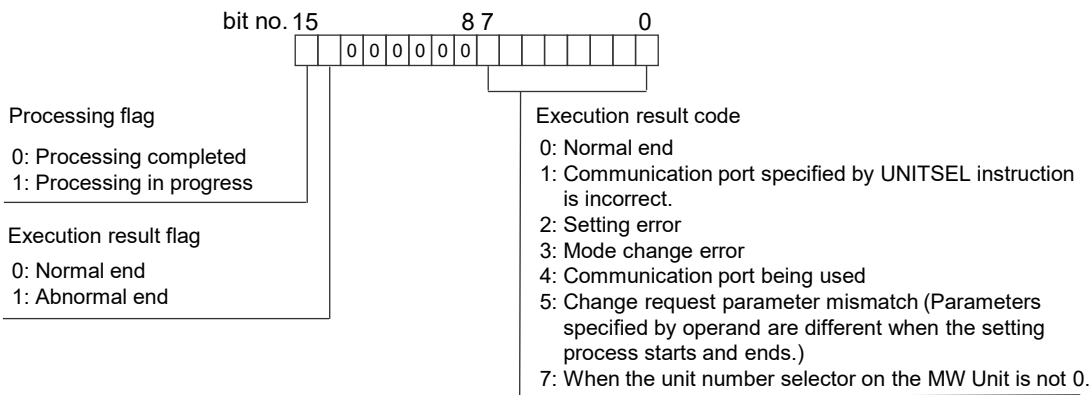 bit no. 15 8 7 0
0 0 0 0 0 0
Processing flag
0: Processing completed
1: Processing in progress
Execution result flag
0: Normal end
1: Abnormal end
Execution result code
0: Normal end
1: Communication port specified by UNITSEL instruction
is incorrect.
2: Setting error
3: Mode change error
4: Communication port being used
5: Change request parameter mismatch (Parameters
specified by operand are different when the setting
process starts and ends.)
7: When the unit number selector on the MW Unit is not 0.